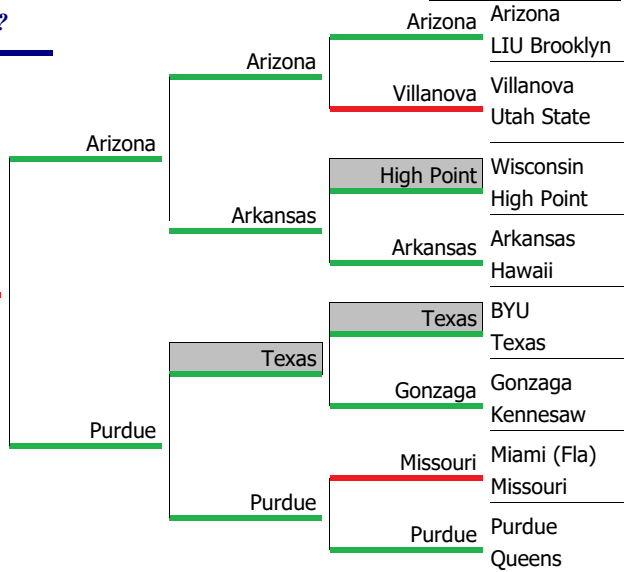 ?
Arizona
Purdue
Arizona
Arkansas
Texas
Purdue
Arizona
Villanova
High Point
Arkansas
Texas
Gonzaga
Missouri
Purdue
Arizona
LIU Brooklyn
Villanova
Utah State
Wisconsin
High Point
Arkansas
Hawaii
BYU
Texas
Gonzaga
Kennesaw
Miami (Fla)
Missouri
Purdue
Queens